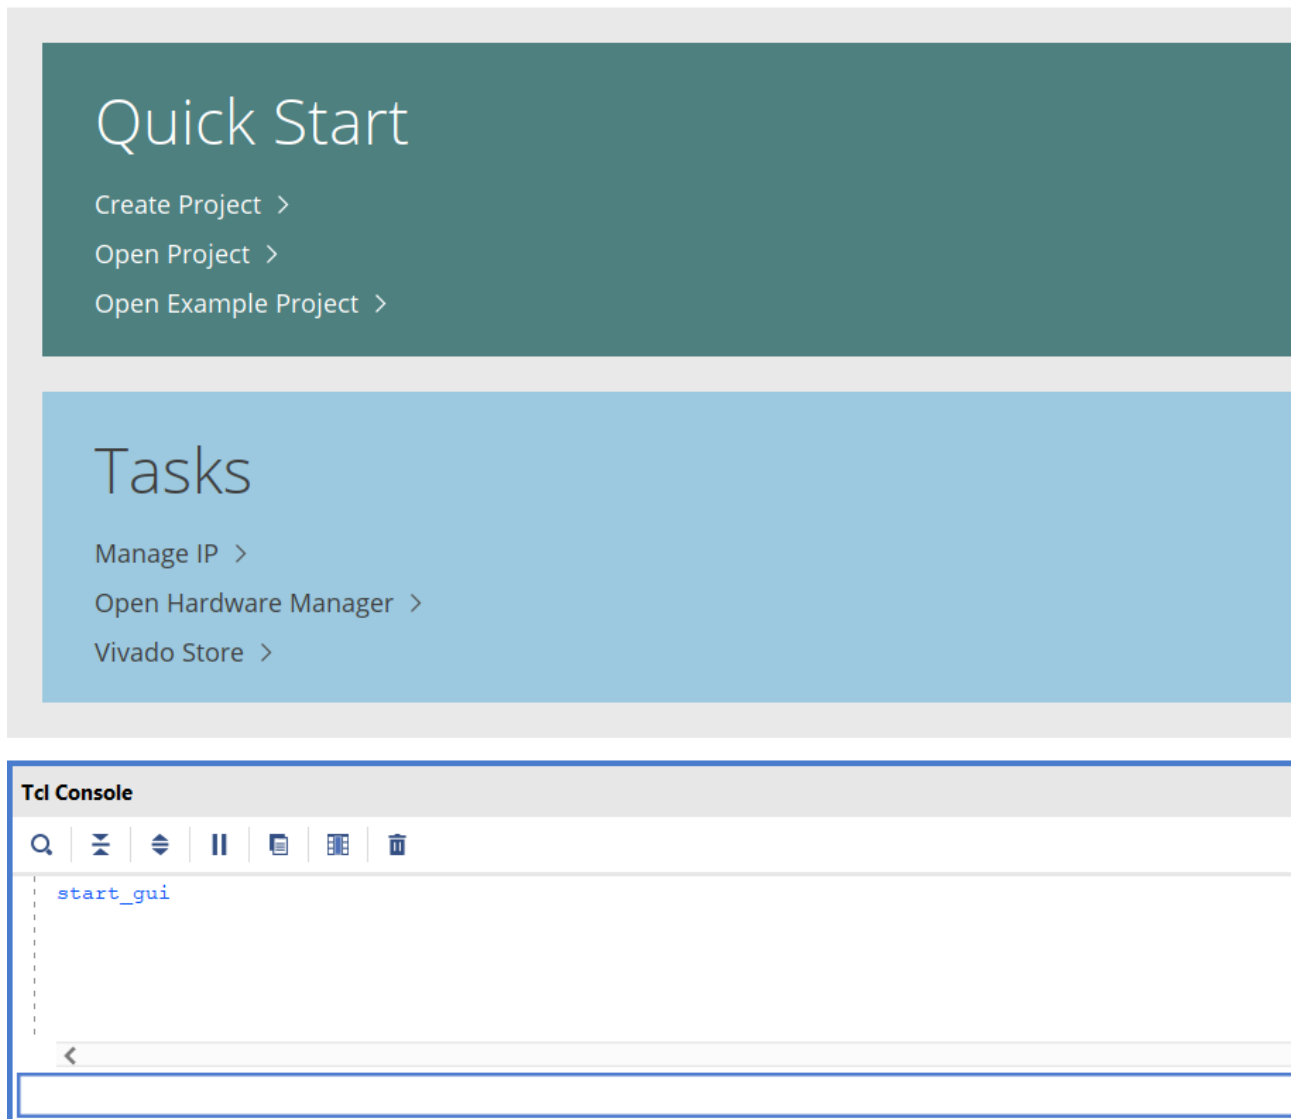 Quick Start
Create Project
Open Project
Open Example Project
Tasks
Manage IP
Open Hardware Manager
Vivado Store
Tcl Console
start_gui